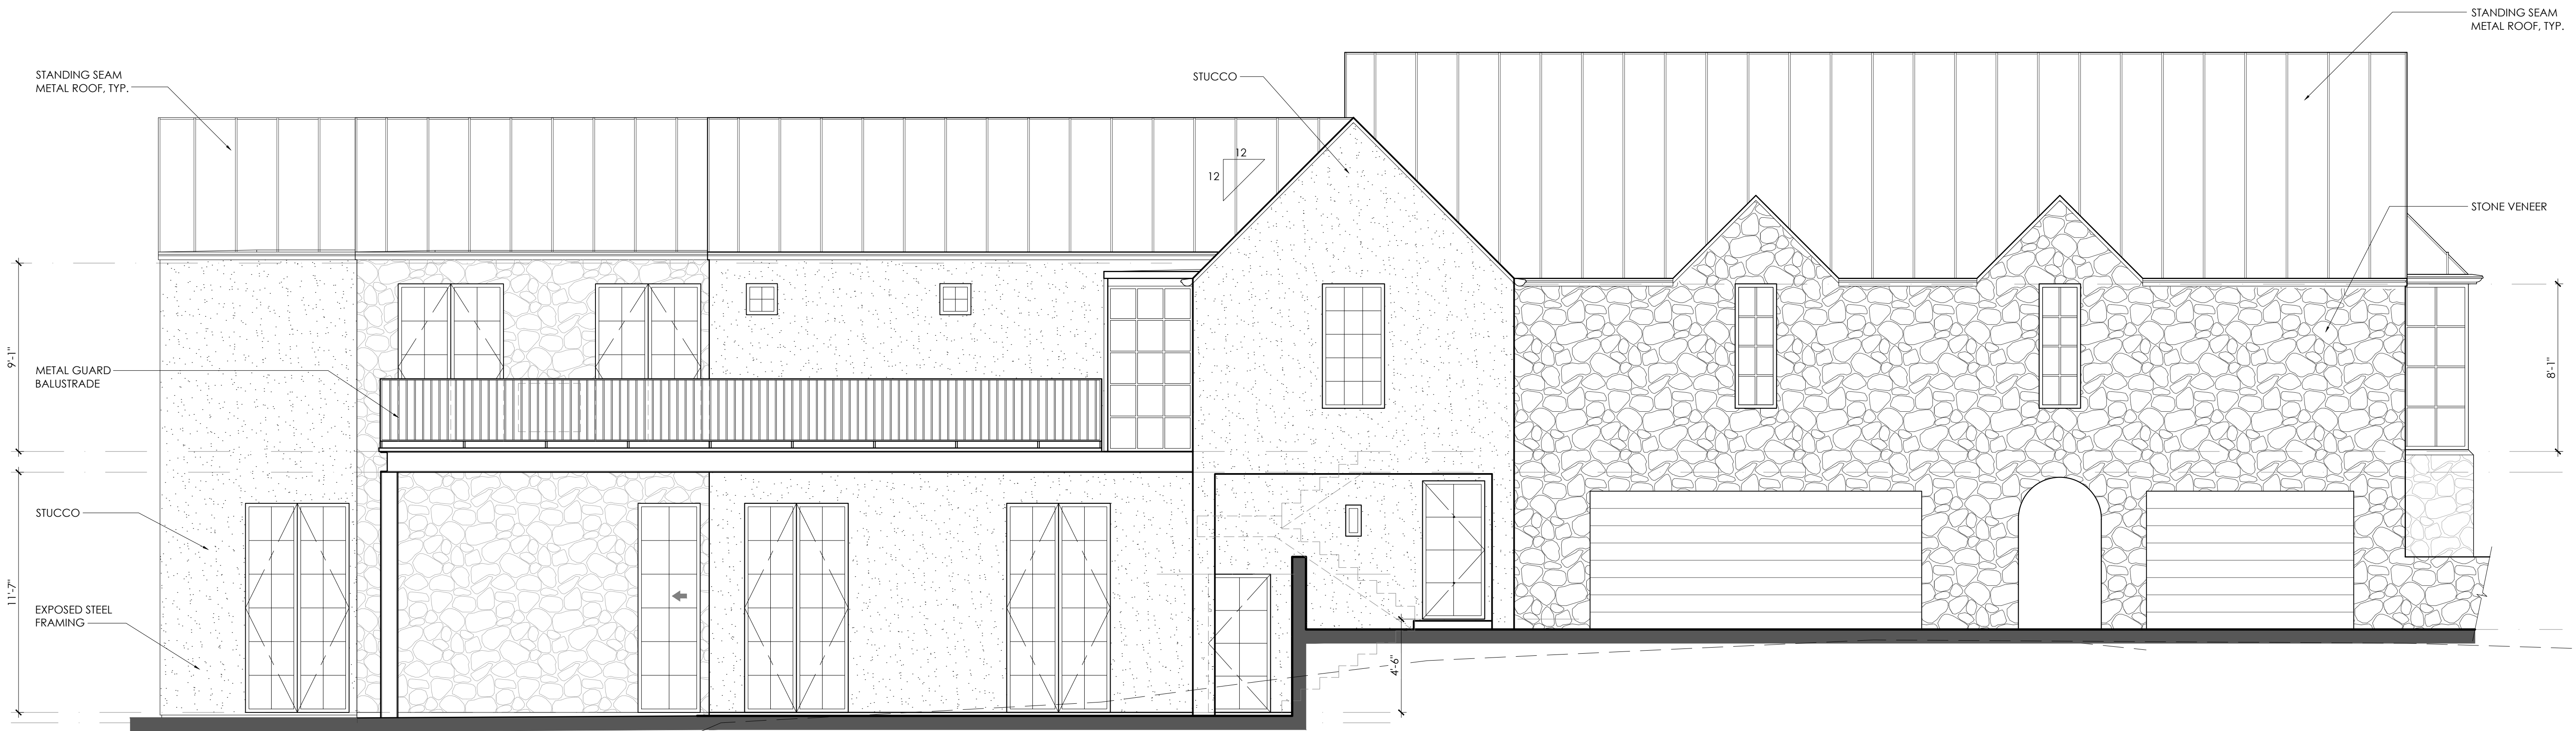 STANDING SEAM
METAL ROOF, TYP.
STANDING SEAM
METAL ROOF, TYP.
STUCCO
12
12
STONE VENEER
9'-1"
8'-1"
METAL GUARD
BALUSTRADE
STUCCO
11'-7"
EXPOSED STEEL
FRAMING
4'-6"